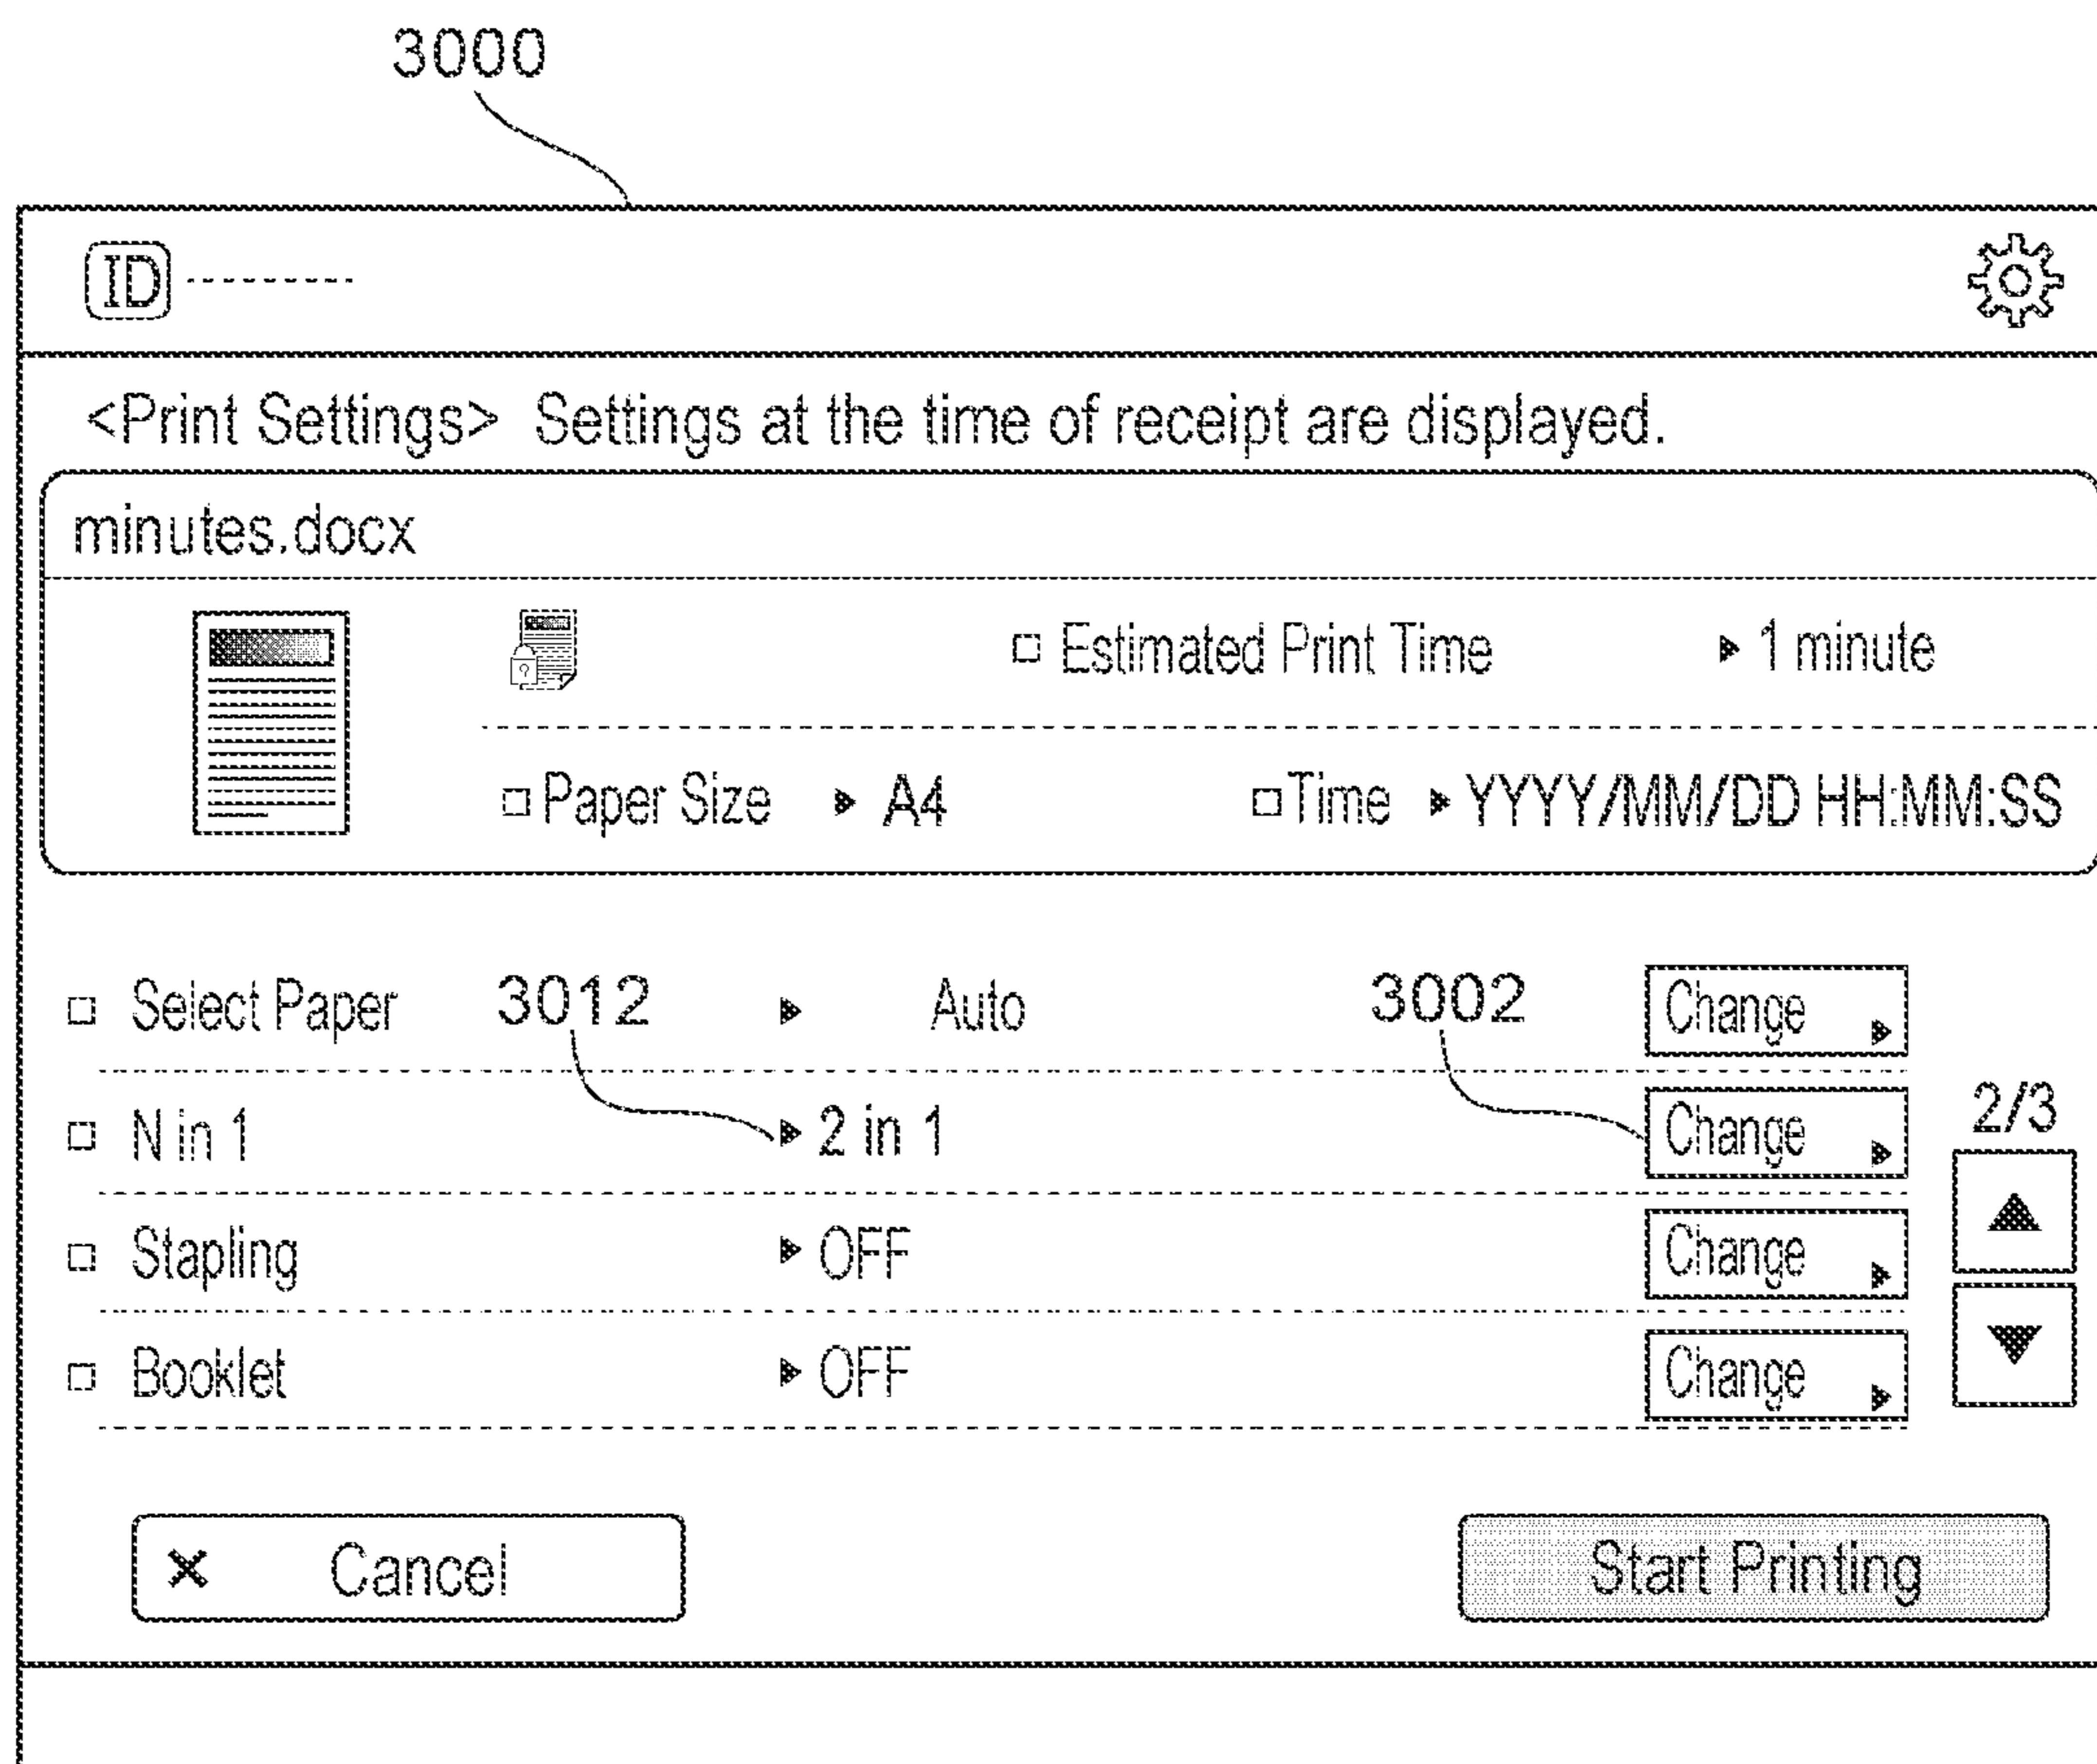 3000
ID ---------
<Print Settings> Settings at the time of receipt are displayed.
minutes.docx
Estimated Print Time 1 minute
Paper Size A4 Time YYYY/MM/DD HH:MM:SS
Select Paper 3012 Auto 3002 Change
N in 1 2 in 1 Change 2/3
Stapling OFF Change
Booklet OFF Change
× Cancel Start Printing